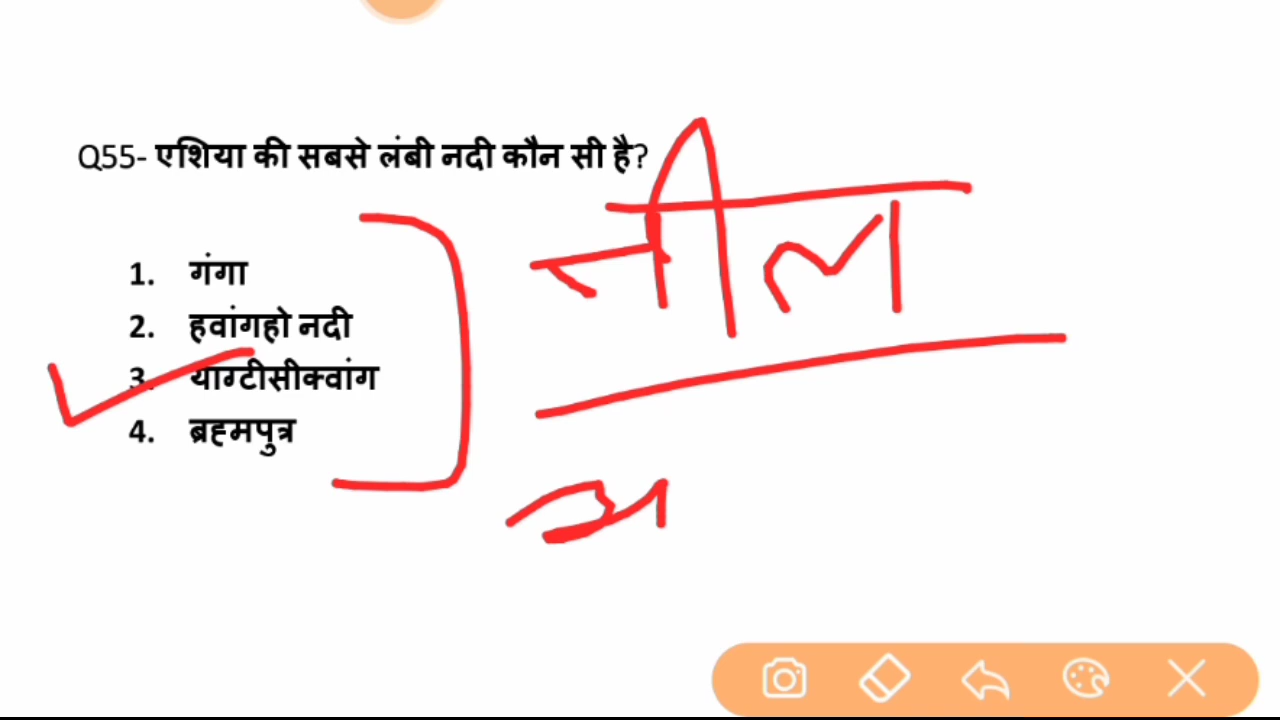 Q55- एशिया की सबसे लंबी नदी कौन सी है?
नील
1. गंगा
2. हवांगहो नदी
3. याग्टीसीक्वांग
4. ब्रह्मपुत्र